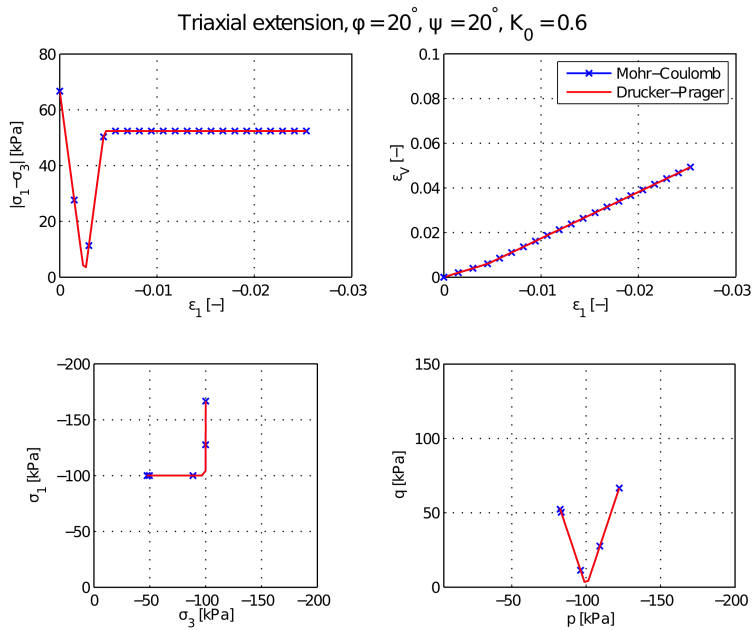 Triaxial extension, φ = 20°, ψ = 20°, K₀ = 0.6
80
60
40
20
0
|σ₁−σ₃| [kPa]
0 −0.01 −0.02 −0.03
ε₁ [−]
0.1
0.08
0.06
0.04
0.02
0
εᵥ [−]
Mohr−Coulomb
Drucker−Prager
0 −0.01 −0.02 −0.03
ε₁ [−]
−200
−150
−100
−50
0
σ₁ [kPa]
0 −50 −100 −150 −200
σ₃ [kPa]
150
100
50
0
q [kPa]
−50 −100 −150 −200
p [kPa]